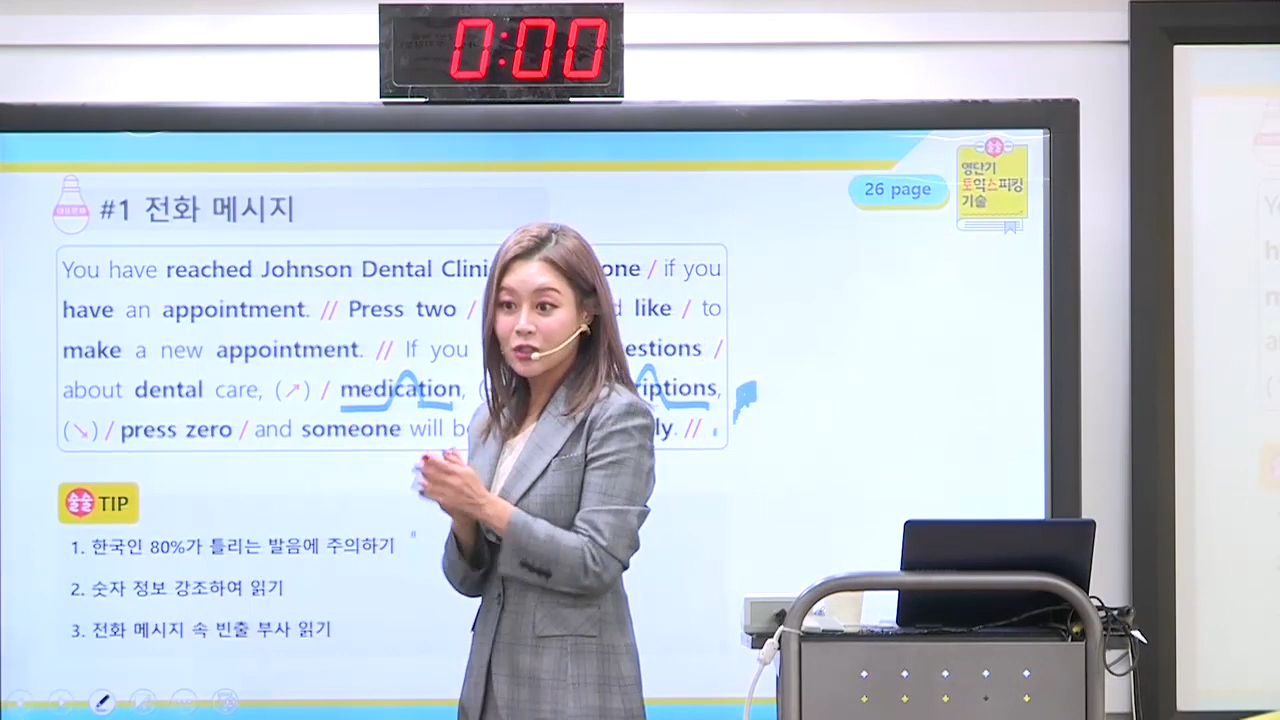 0:00
#1 전화 메시지
26 page
영단기
토익스피킹
기술
You have reached Johnson Dental Clini one / if you
have an appointment. // Press two / d like / to
make a new appointment. // If you estions /
about dental care, (↗) / medication, ( riptions,
(↘) / press zero / and someone will be ly. //
술술 TIP
1. 한국인 80%가 틀리는 발음에 주의하기
2. 숫자 정보 강조하여 읽기
3. 전화 메시지 속 빈출 부사 읽기